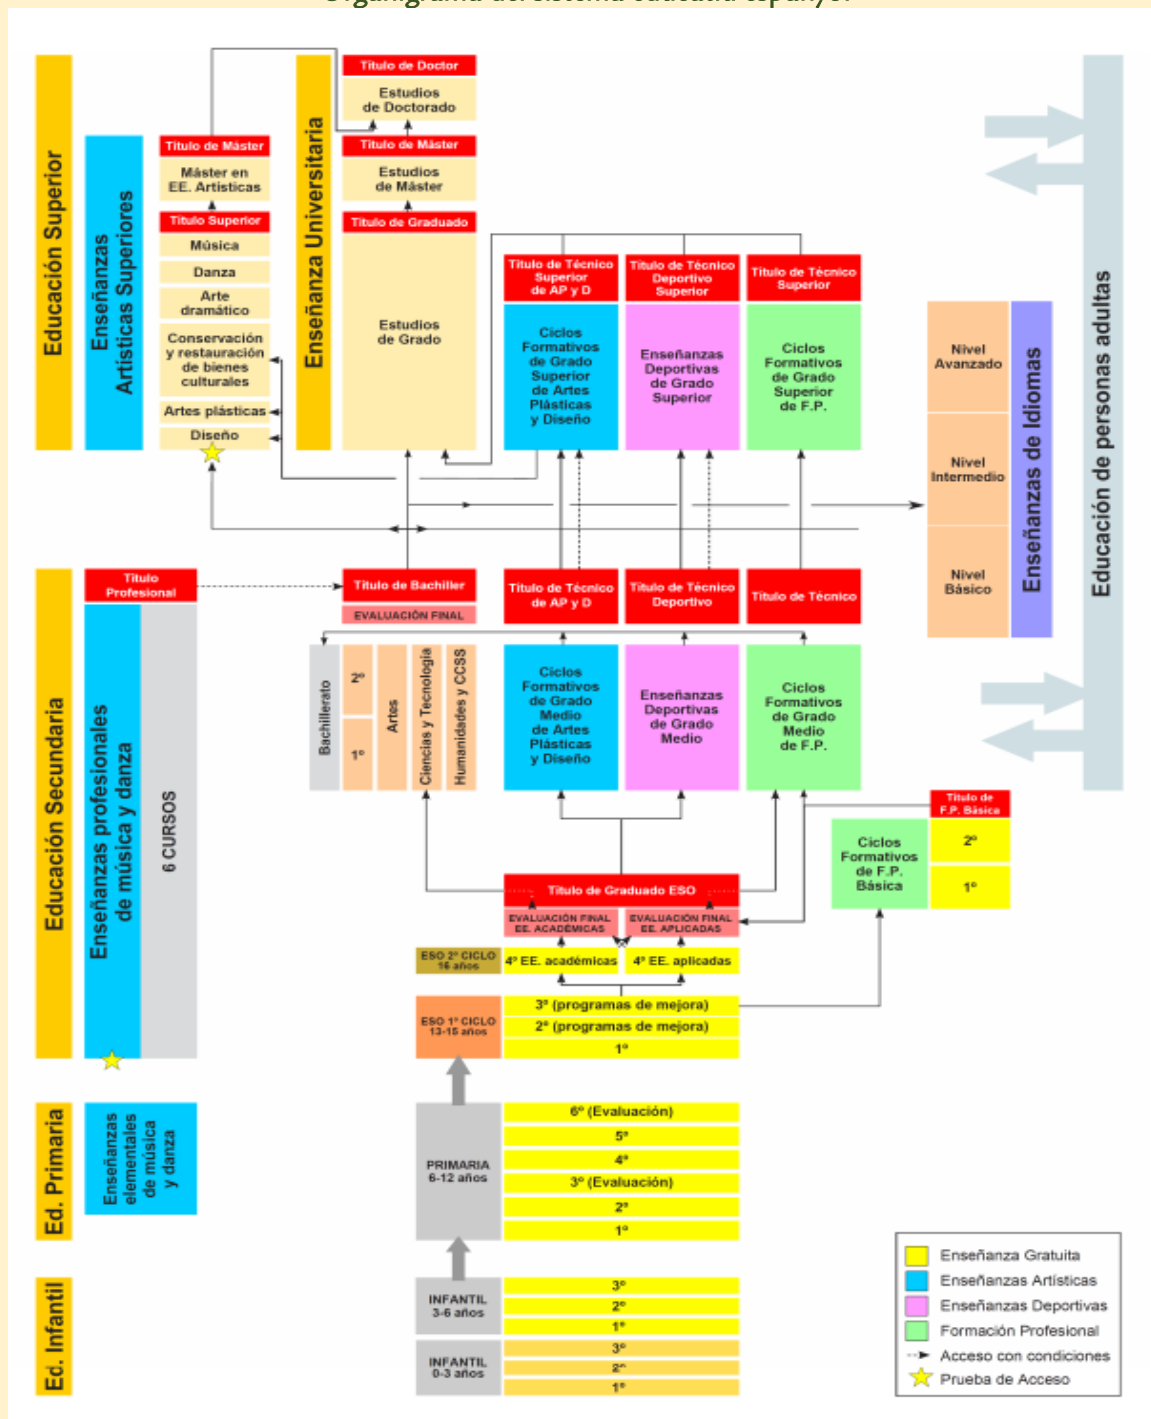 Organigrama del sistema educatiu espanyol
Educación Superior
Enseñanzas
Artísticas Superiores
Título de Máster
Máster en
EE. Artísticas
Título Superior
Música
Danza
Arte
dramático
Conservación
y restauración
de bienes
culturales
Artes plásticas
Diseño
Enseñanza Universitaria
Título de Doctor
Estudios
de Doctorado
Título de Máster
Estudios
de Máster
Título de Graduado
Estudios
de Grado
Título de Técnico
Superior
de AP y D
Ciclos
Formativos
de Grado
Superior
de Artes
Plásticas
y Diseño
Título de Técnico
Deportivo
Superior
Enseñanzas
Deportivas
de Grado
Superior
Título de Técnico
Superior
Ciclos
Formativos
de Grado
Superior
de F.P.
Nivel
Avanzado
Nivel
Intermedio
Nivel
Básico
Enseñanzas de Idiomas
Educación de personas adultas
Educación Secundaria
Título
Profesional
Enseñanzas profesionales
de música y danza
6 CURSOS
Título de Bachiller
EVALUACIÓN FINAL
Bachillerato
2º
1º
Artes
Ciencias y Tecnología
Humanidades y CCSS
Título de Técnico
de AP y D
Ciclos
Formativos
de Grado
Medio
de Artes
Plásticas
y Diseño
Título de Técnico
Deportivo
Enseñanzas
Deportivas
de Grado
Medio
Título de Técnico
Ciclos
Formativos
de Grado
Medio
de F.P.
Título de
F.P. Básica
Ciclos
Formativos
de F.P.
Básica
2º
1º
Título de Graduado ESO
EVALUACIÓN FINAL
EE. ACADÉMICAS
EVALUACIÓN FINAL
EE. APLICADAS
ESO 2º CICLO
16 años
4º EE. académicas
4º EE. aplicadas
ESO 1º CICLO
13-15 años
3º (programas de mejora)
2º (programas de mejora)
1º
Ed. Primaria
Enseñanzas
elementales
de música
y danza
PRIMARIA
6-12 años
6º (Evaluación)
5º
4º
3º (Evaluación)
2º
1º
Ed. Infantil
INFANTIL
3-6 años
3º
2º
1º
INFANTIL
0-3 años
3º
2º
1º
Enseñanza Gratuita
Enseñanzas Artísticas
Enseñanzas Deportivas
Formación Profesional
Acceso con condiciones
Prueba de Acceso